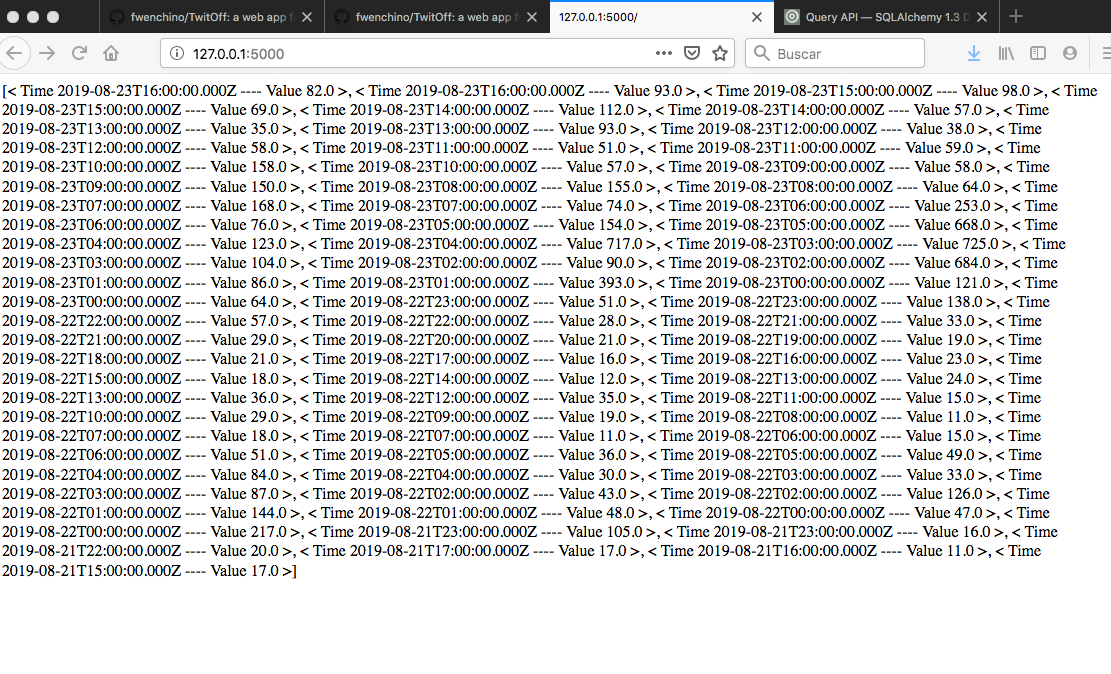 fwenchino/TwitOff: a web app f
fwenchino/TwitOff: a web app f
127.0.0.1:5000/
Query API — SQLAlchemy 1.3 D
127.0.0.1:5000
Buscar
[< Time 2019-08-23T16:00:00.000Z ---- Value 82.0 >, < Time 2019-08-23T16:00:00.000Z ---- Value 93.0 >, < Time 2019-08-23T15:00:00.000Z ---- Value 98.0 >, < Time
2019-08-23T15:00:00.000Z ---- Value 69.0 >, < Time 2019-08-23T14:00:00.000Z ---- Value 112.0 >, < Time 2019-08-23T14:00:00.000Z ---- Value 57.0 >, < Time
2019-08-23T13:00:00.000Z ---- Value 35.0 >, < Time 2019-08-23T13:00:00.000Z ---- Value 93.0 >, < Time 2019-08-23T12:00:00.000Z ---- Value 38.0 >, < Time
2019-08-23T12:00:00.000Z ---- Value 58.0 >, < Time 2019-08-23T11:00:00.000Z ---- Value 51.0 >, < Time 2019-08-23T11:00:00.000Z ---- Value 59.0 >, < Time
2019-08-23T10:00:00.000Z ---- Value 158.0 >, < Time 2019-08-23T10:00:00.000Z ---- Value 57.0 >, < Time 2019-08-23T09:00:00.000Z ---- Value 58.0 >, < Time
2019-08-23T09:00:00.000Z ---- Value 150.0 >, < Time 2019-08-23T08:00:00.000Z ---- Value 155.0 >, < Time 2019-08-23T08:00:00.000Z ---- Value 64.0 >, < Time
2019-08-23T07:00:00.000Z ---- Value 168.0 >, < Time 2019-08-23T07:00:00.000Z ---- Value 74.0 >, < Time 2019-08-23T06:00:00.000Z ---- Value 253.0 >, < Time
2019-08-23T06:00:00.000Z ---- Value 76.0 >, < Time 2019-08-23T05:00:00.000Z ---- Value 154.0 >, < Time 2019-08-23T05:00:00.000Z ---- Value 668.0 >, < Time
2019-08-23T04:00:00.000Z ---- Value 123.0 >, < Time 2019-08-23T04:00:00.000Z ---- Value 717.0 >, < Time 2019-08-23T03:00:00.000Z ---- Value 725.0 >, < Time
2019-08-23T03:00:00.000Z ---- Value 104.0 >, < Time 2019-08-23T02:00:00.000Z ---- Value 90.0 >, < Time 2019-08-23T02:00:00.000Z ---- Value 684.0 >, < Time
2019-08-23T01:00:00.000Z ---- Value 86.0 >, < Time 2019-08-23T01:00:00.000Z ---- Value 393.0 >, < Time 2019-08-23T00:00:00.000Z ---- Value 121.0 >, < Time
2019-08-23T00:00:00.000Z ---- Value 64.0 >, < Time 2019-08-22T23:00:00.000Z ---- Value 51.0 >, < Time 2019-08-22T23:00:00.000Z ---- Value 138.0 >, < Time
2019-08-22T22:00:00.000Z ---- Value 57.0 >, < Time 2019-08-22T22:00:00.000Z ---- Value 28.0 >, < Time 2019-08-22T21:00:00.000Z ---- Value 33.0 >, < Time
2019-08-22T21:00:00.000Z ---- Value 29.0 >, < Time 2019-08-22T20:00:00.000Z ---- Value 21.0 >, < Time 2019-08-22T19:00:00.000Z ---- Value 19.0 >, < Time
2019-08-22T18:00:00.000Z ---- Value 21.0 >, < Time 2019-08-22T17:00:00.000Z ---- Value 16.0 >, < Time 2019-08-22T16:00:00.000Z ---- Value 23.0 >, < Time
2019-08-22T15:00:00.000Z ---- Value 18.0 >, < Time 2019-08-22T14:00:00.000Z ---- Value 12.0 >, < Time 2019-08-22T13:00:00.000Z ---- Value 24.0 >, < Time
2019-08-22T13:00:00.000Z ---- Value 36.0 >, < Time 2019-08-22T12:00:00.000Z ---- Value 35.0 >, < Time 2019-08-22T11:00:00.000Z ---- Value 15.0 >, < Time
2019-08-22T10:00:00.000Z ---- Value 29.0 >, < Time 2019-08-22T09:00:00.000Z ---- Value 19.0 >, < Time 2019-08-22T08:00:00.000Z ---- Value 11.0 >, < Time
2019-08-22T07:00:00.000Z ---- Value 18.0 >, < Time 2019-08-22T07:00:00.000Z ---- Value 11.0 >, < Time 2019-08-22T06:00:00.000Z ---- Value 15.0 >, < Time
2019-08-22T06:00:00.000Z ---- Value 51.0 >, < Time 2019-08-22T05:00:00.000Z ---- Value 36.0 >, < Time 2019-08-22T05:00:00.000Z ---- Value 49.0 >, < Time
2019-08-22T04:00:00.000Z ---- Value 84.0 >, < Time 2019-08-22T04:00:00.000Z ---- Value 30.0 >, < Time 2019-08-22T03:00:00.000Z ---- Value 33.0 >, < Time
2019-08-22T03:00:00.000Z ---- Value 87.0 >, < Time 2019-08-22T02:00:00.000Z ---- Value 43.0 >, < Time 2019-08-22T02:00:00.000Z ---- Value 126.0 >, < Time
2019-08-22T01:00:00.000Z ---- Value 144.0 >, < Time 2019-08-22T01:00:00.000Z ---- Value 48.0 >, < Time 2019-08-22T00:00:00.000Z ---- Value 47.0 >, < Time
2019-08-22T00:00:00.000Z ---- Value 217.0 >, < Time 2019-08-21T23:00:00.000Z ---- Value 105.0 >, < Time 2019-08-21T23:00:00.000Z ---- Value 16.0 >, < Time
2019-08-21T22:00:00.000Z ---- Value 20.0 >, < Time 2019-08-21T17:00:00.000Z ---- Value 17.0 >, < Time 2019-08-21T16:00:00.000Z ---- Value 11.0 >, < Time
2019-08-21T15:00:00.000Z ---- Value 17.0 >]